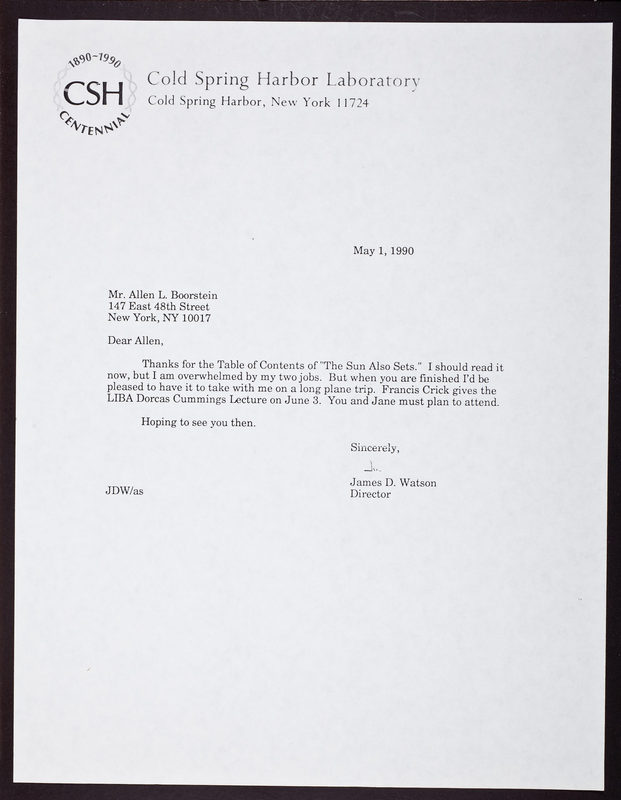 1890~1990
CSH
CENTENNIAL
Cold Spring Harbor Laboratory
Cold Spring Harbor, New York 11724
May 1, 1990
Mr. Allen L. Boorstein
147 East 48th Street
New York, NY 10017
Dear Allen,
Thanks for the Table of Contents of "The Sun Also Sets." I should read it
now, but I am overwhelmed by my two jobs. But when you are finished I'd be
pleased to have it to take with me on a long plane trip. Francis Crick gives the
LIBA Dorcas Cummings Lecture on June 3. You and Jane must plan to attend.
Hoping to see you then.
Sincerely,
James D. Watson
Director
JDW/as